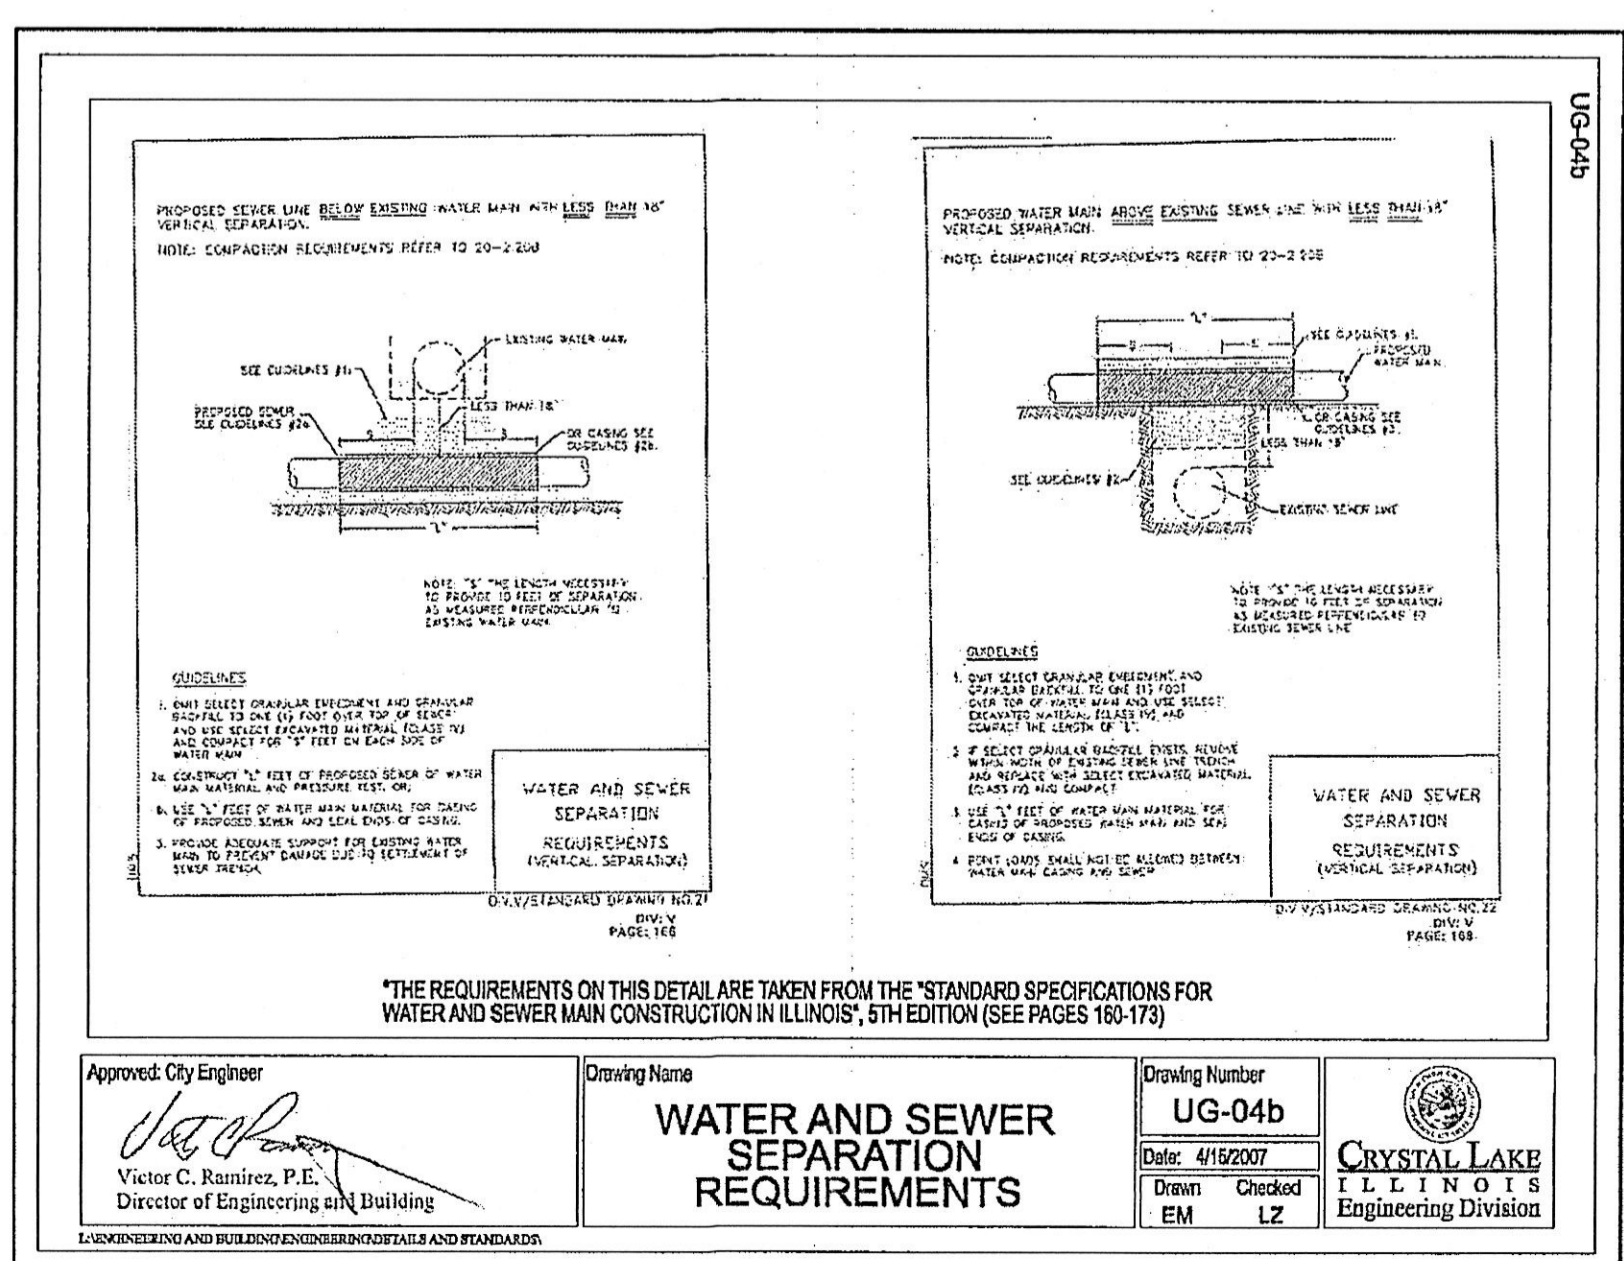 UG-04b
PROPOSED SEWER LINE BELOW EXISTING WATER MAIN WITH LESS THAN 18"
VERTICAL SEPARATION.
NOTE: COMPACTION REQUIREMENTS REFER TO 20-2.20B
EXISTING WATER MAIN
SEE GUIDELINES #1
LESS THAN 18"
PROPOSED SEWER
SEE GUIDELINES #2a
S
S
OR CASING SEE
GUIDELINES #2b.
"L"
NOTE: "S" THE LENGTH NECESSARY
TO PROVIDE 10 FEET OF SEPARATION
AS MEASURED PERPENDICULAR TO
EXISTING WATER MAIN
GUIDELINES
1. OMIT SELECT GRANULAR EMBEDMENT AND GRANULAR
BACKFILL TO ONE (1) FOOT OVER TOP OF SEWER
AND USE SELECT EXCAVATED MATERIAL (CLASS IV)
AND COMPACT FOR "S" FEET ON EACH SIDE OF
WATER MAIN
2a. CONSTRUCT "L" FEET OF PROPOSED SEWER OF WATER
MAIN MATERIAL AND PRESSURE TEST, OR;
b. USE "L" FEET OF WATER MAIN MATERIAL FOR CASING
OF PROPOSED SEWER AND SEAL ENDS OF CASING.
3. PROVIDE ADEQUATE SUPPORT FOR EXISTING WATER
MAIN TO PREVENT DAMAGE DUE TO SETTLEMENT OF
SEWER TRENCH
WATER AND SEWER
SEPARATION
REQUIREMENTS
(VERTICAL SEPARATION)
DIV.V/STANDARD DRAWING NO.21
DIV: V
PAGE: 166
PROPOSED WATER MAIN ABOVE EXISTING SEWER LINE WITH LESS THAN 18"
VERTICAL SEPARATION.
NOTE: COMPACTION REQUIREMENTS REFER TO 20-2.20B
"L"
S
S
SEE GUIDELINES #1.
PROPOSED
WATER MAIN
OR CASING SEE
GUIDELINES #3.
LESS THAN 18"
SEE GUIDELINES #2
EXISTING SEWER LINE
NOTE "S" THE LENGTH NECESSARY
TO PROVIDE 10 FEET OF SEPARATION
AS MEASURED PERPENDICULAR TO
EXISTING SEWER LINE
GUIDELINES
1. OMIT SELECT GRANULAR EMBEDMENT AND
GRANULAR BACKFILL TO ONE (1) FOOT
OVER TOP OF WATER MAIN AND USE SELECT
EXCAVATED MATERIAL (CLASS IV) AND
COMPACT THE LENGTH OF "L".
2 IF SELECT GRANULAR BACKFILL EXISTS, REMOVE
WITHIN WIDTH OF EXISTING SEWER LINE TRENCH
AND REPLACE WITH SELECT EXCAVATED MATERIAL
(CLASS IV) AND COMPACT
3 USE "L" FEET OF WATER MAIN MATERIAL FOR
CASING OF PROPOSED WATER MAIN AND SEAL
ENDS OF CASING.
4. POINT LOADS SHALL NOT BE ALLOWED BETWEEN
WATER MAIN CASING AND SEWER
WATER AND SEWER
SEPARATION
REQUIREMENTS
(VERTICAL SEPARATION)
DIV V/STANDARD DRAWING NO.22
DIV: V
PAGE: 168
*THE REQUIREMENTS ON THIS DETAIL ARE TAKEN FROM THE "STANDARD SPECIFICATIONS FOR
WATER AND SEWER MAIN CONSTRUCTION IN ILLINOIS", 5TH EDITION (SEE PAGES 160-173)
Approved: City Engineer
Victor C. Ramirez, P.E.
Director of Engineering and Building
Drawing Name
WATER AND SEWER
SEPARATION
REQUIREMENTS
Drawing Number
UG-04b
Date: 4/15/2007
Drawn Checked
EM LZ
CRYSTAL LAKE
ILLINOIS
Engineering Division
L:\ENGINEERING AND BUILDING\ENGINEERING\DETAILS AND STANDARDS\